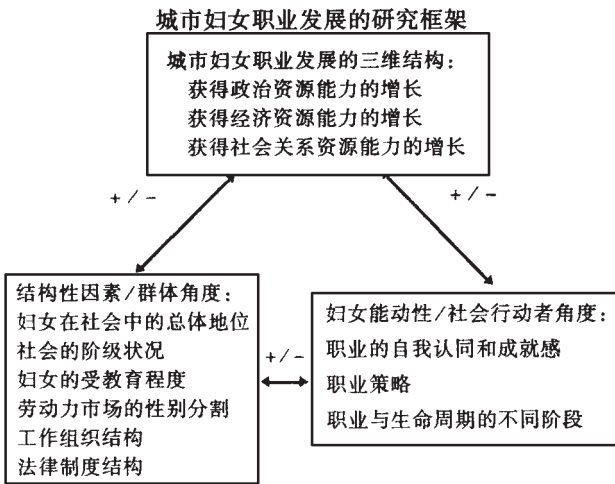 城市妇女职业发展的研究框架
城市妇女职业发展的三维结构:
获得政治资源能力的增长
获得经济资源能力的增长
获得社会关系资源能力的增长
+/-
+/-
结构性因素/群体角度:
妇女在社会中的总体地位
社会的阶级状况
妇女的受教育程度
劳动力市场的性别分割
工作组织结构
法律制度结构
+/-
妇女能动性/社会行动者角度:
职业的自我认同和成就感
职业策略
职业与生命周期的不同阶段